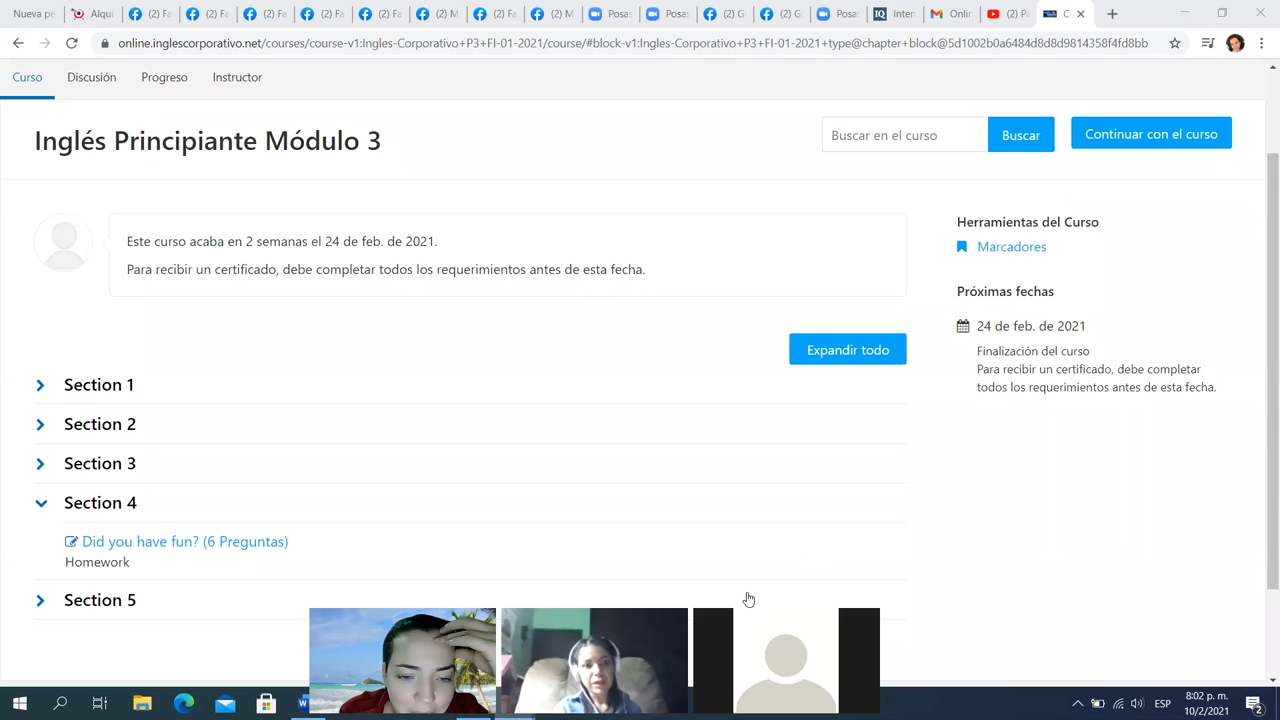 Nueva pe
Alqui
(2) Fa
(2) Fa
(2) Fa
(2) Fa
(2) Fa
(2) M
(2) Fa
(2) M
Posas
Posas
(2) G
(2) G
Posas
Inter
Onlin
(2) P
C
online.inglescorporativo.net/courses/course-v1:Ingles-Corporativo+P3+FI-01-2021/course/#block-v1:Ingles-Corporativo+P3+FI-01-2021+type@chapter+block@5d1002b0a6484d8d8d9814358f4fd8bb
Curso
Discusión
Progreso
Instructor
Inglés Principiante Módulo 3
Buscar en el curso
Buscar
Continuar con el curso
Este curso acaba en 2 semanas el 24 de feb. de 2021.
Para recibir un certificado, debe completar todos los requerimientos antes de esta fecha.
Herramientas del Curso
Marcadores
Próximas fechas
24 de feb. de 2021
Finalización del curso
Para recibir un certificado, debe completar
todos los requerimientos antes de esta fecha.
Expandir todo
Section 1
Section 2
Section 3
Section 4
Did you have fun? (6 Preguntas)
Homework
Section 5
ESP
8:02 p. m.
10/2/2021
2